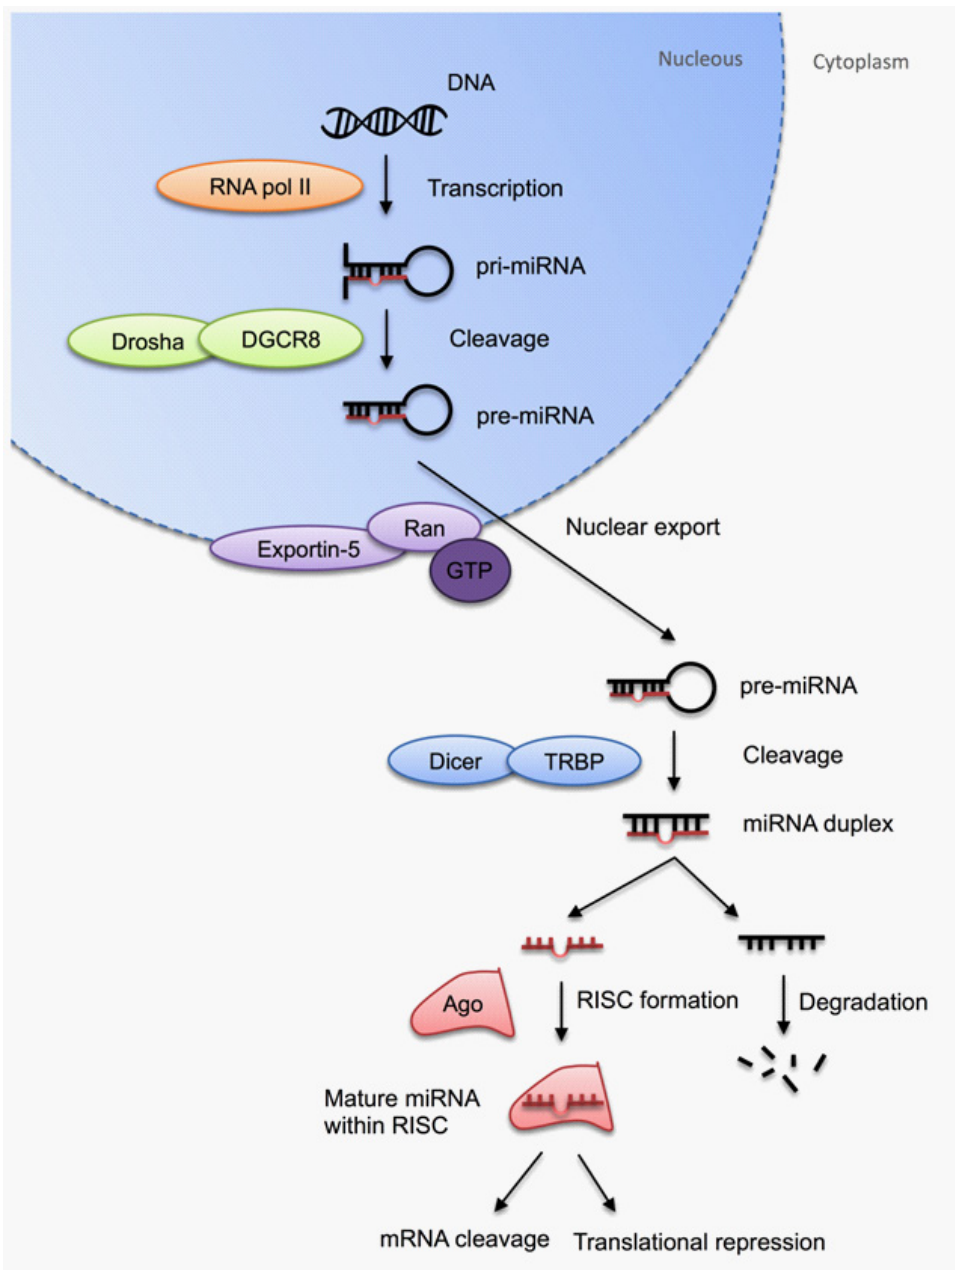 Nucleous
Cytoplasm
DNA
RNA pol II
Transcription
pri-miRNA
Drosha
DGCR8
Cleavage
pre-miRNA
Exportin-5
Ran
GTP
Nuclear export
pre-miRNA
Dicer
TRBP
Cleavage
miRNA duplex
Ago
RISC formation
Degradation
Mature miRNA
within RISC
mRNA cleavage
Translational repression